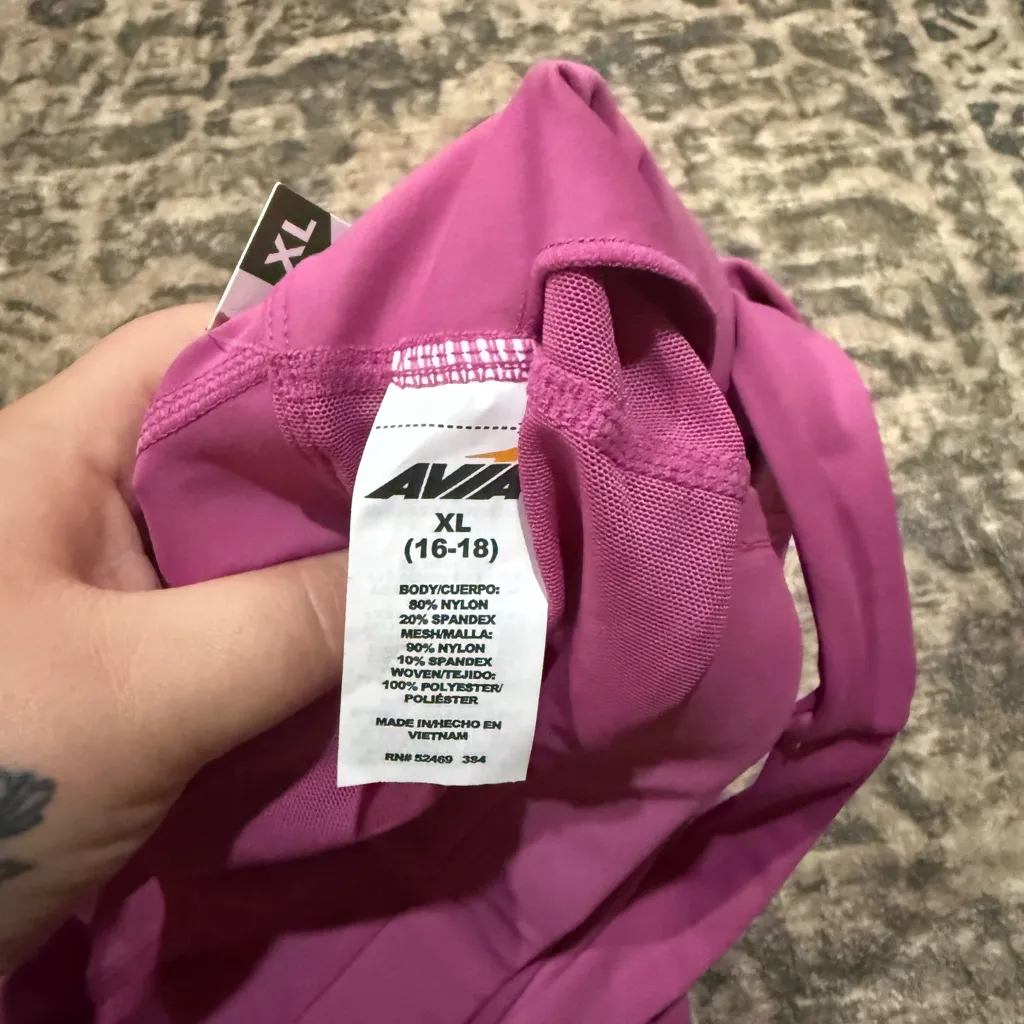 XL
AVIA
XL
(16-18)
BODY/CUERPO:
80% NYLON
20% SPANDEX
MESH/MALLA:
90% NYLON
10% SPANDEX
WOVEN/TEJIDO:
100% POLYESTER/
POLIÉSTER
MADE IN/HECHO EN
VIETNAM
RN# 52469 394